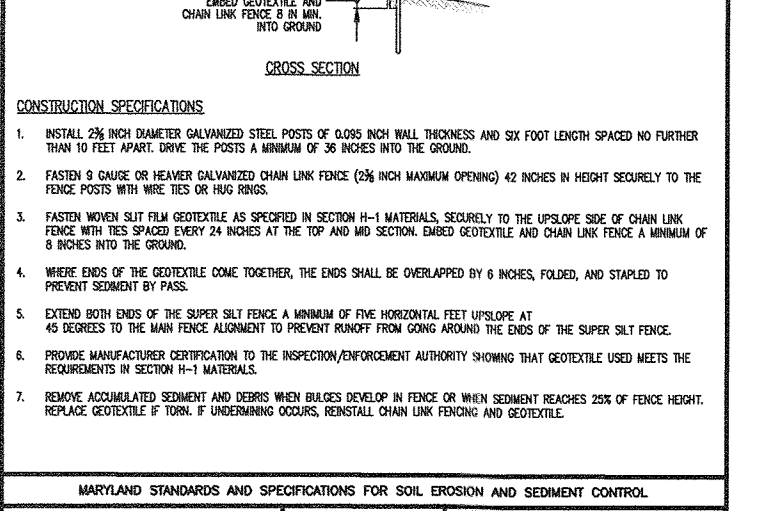 EMBED GEOTEXTILE AND
CHAIN LINK FENCE 8 IN MIN.
INTO GROUND
CROSS SECTION
CONSTRUCTION SPECIFICATIONS
1. INSTALL 2⅜ INCH DIAMETER GALVANIZED STEEL POSTS OF 0.095 INCH WALL THICKNESS AND SIX FOOT LENGTH SPACED NO FURTHER
THAN 10 FEET APART. DRIVE THE POSTS A MINIMUM OF 36 INCHES INTO THE GROUND.
2. FASTEN 9 GAUGE OR HEAVIER GALVANIZED CHAIN LINK FENCE (2⅜ INCH MAXIMUM OPENING) 42 INCHES IN HEIGHT SECURELY TO THE
FENCE POSTS WITH WIRE TIES OR HUG RINGS.
3. FASTEN WOVEN SLIT FILM GEOTEXTILE AS SPECIFIED IN SECTION H-1 MATERIALS, SECURELY TO THE UPSLOPE SIDE OF CHAIN LINK
FENCE WITH TIES SPACED EVERY 24 INCHES AT THE TOP AND MID SECTION. EMBED GEOTEXTILE AND CHAIN LINK FENCE A MINIMUM OF
8 INCHES INTO THE GROUND.
4. WHERE ENDS OF THE GEOTEXTILE COME TOGETHER, THE ENDS SHALL BE OVERLAPPED BY 6 INCHES, FOLDED, AND STAPLED TO
PREVENT SEDIMENT BY PASS.
5. EXTEND BOTH ENDS OF THE SUPER SILT FENCE A MINIMUM OF FIVE HORIZONTAL FEET UPSLOPE AT
45 DEGREES TO THE MAIN FENCE ALIGNMENT TO PREVENT RUNOFF FROM GOING AROUND THE ENDS OF THE SUPER SILT FENCE.
6. PROVIDE MANUFACTURER CERTIFICATION TO THE INSPECTION/ENFORCEMENT AUTHORITY SHOWING THAT GEOTEXTILE USED MEETS THE
REQUIREMENTS IN SECTION H-1 MATERIALS.
7. REMOVE ACCUMULATED SEDIMENT AND DEBRIS WHEN BULGES DEVELOP IN FENCE OR WHEN SEDIMENT REACHES 25% OF FENCE HEIGHT.
REPLACE GEOTEXTILE IF TORN. IF UNDERMINING OCCURS, REINSTALL CHAIN LINK FENCING AND GEOTEXTILE.
MARYLAND STANDARDS AND SPECIFICATIONS FOR SOIL EROSION AND SEDIMENT CONTROL